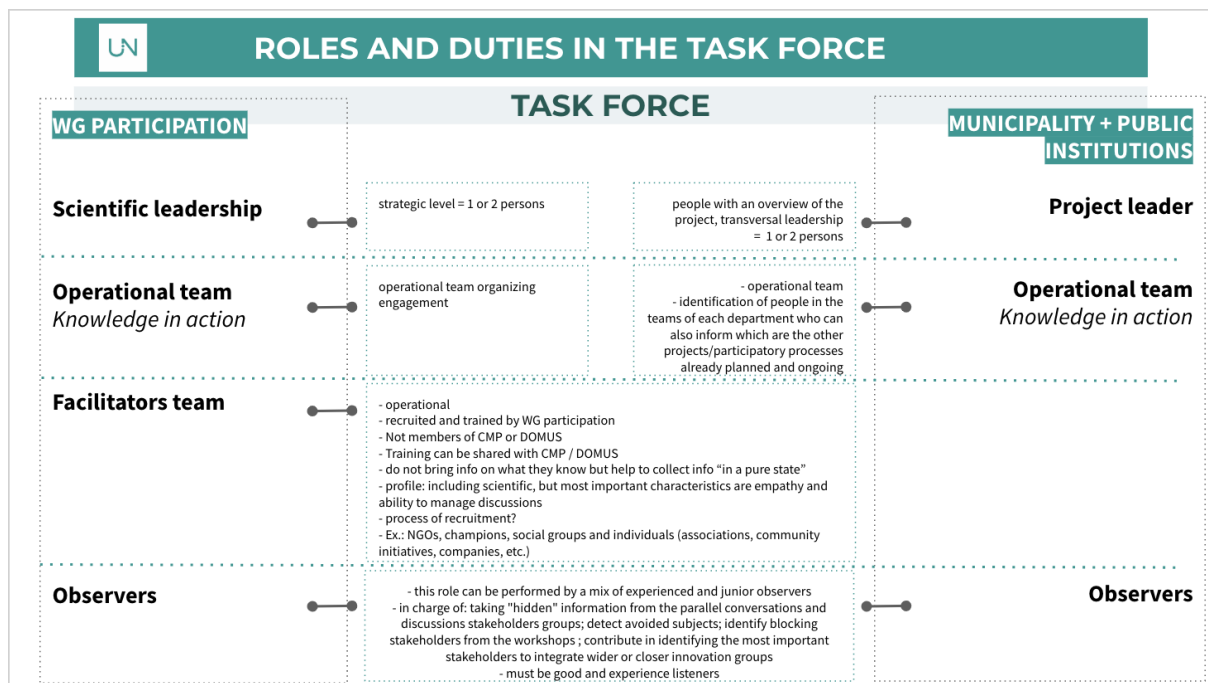 UN
ROLES AND DUTIES IN THE TASK FORCE
TASK FORCE
WG PARTICIPATION
MUNICIPALITY + PUBLIC
INSTITUTIONS
Scientific leadership
strategic level = 1 or 2 persons
people with an overview of the
project, transversal leadership
= 1 or 2 persons
Project leader
Operational team
Knowledge in action
operational team organizing
engagement
- operational team
- identification of people in the
teams of each department who can
also inform which are the other
projects/participatory processes
already planned and ongoing
Operational team
Knowledge in action
Facilitators team
- operational
- recruited and trained by WG participation
- Not members of CMP or DOMUS
- Training can be shared with CMP / DOMUS
- do not bring info on what they know but help to collect info “in a pure state”
- profile: including scientific, but most important characteristics are empathy and
ability to manage discussions
- process of recruitment?
- Ex.: NGOs, champions, social groups and individuals (associations, community
initiatives, companies, etc.)
Observers
- this role can be performed by a mix of experienced and junior observers
- in charge of: taking "hidden" information from the parallel conversations and
discussions stakeholders groups; detect avoided subjects; identify blocking
stakeholders from the workshops ; contribute in identifying the most important
stakeholders to integrate wider or closer innovation groups
- must be good and experience listeners
Observers